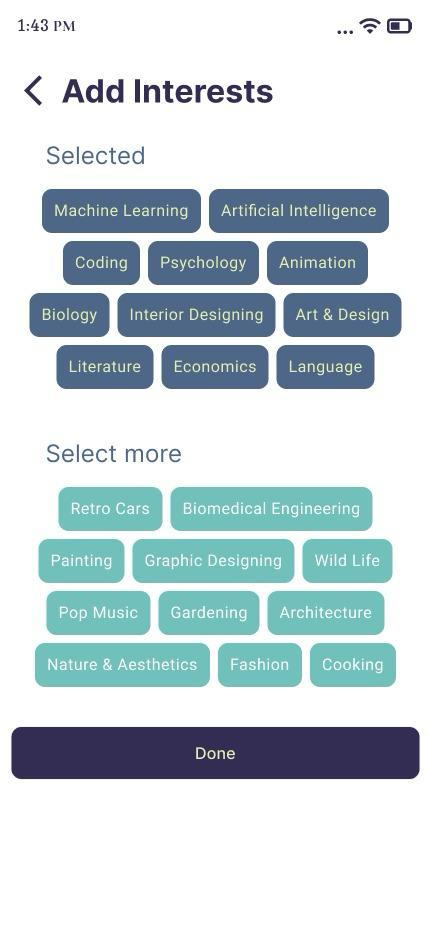 1:43 PM
Add Interests
Selected
Machine Learning Artificial Intelligence
Coding Psychology Animation
Biology Interior Designing Art & Design
Literature Economics Language
Select more
Retro Cars Biomedical Engineering
Painting Graphic Designing Wild Life
Pop Music Gardening Architecture
Nature & Aesthetics Fashion Cooking
Done